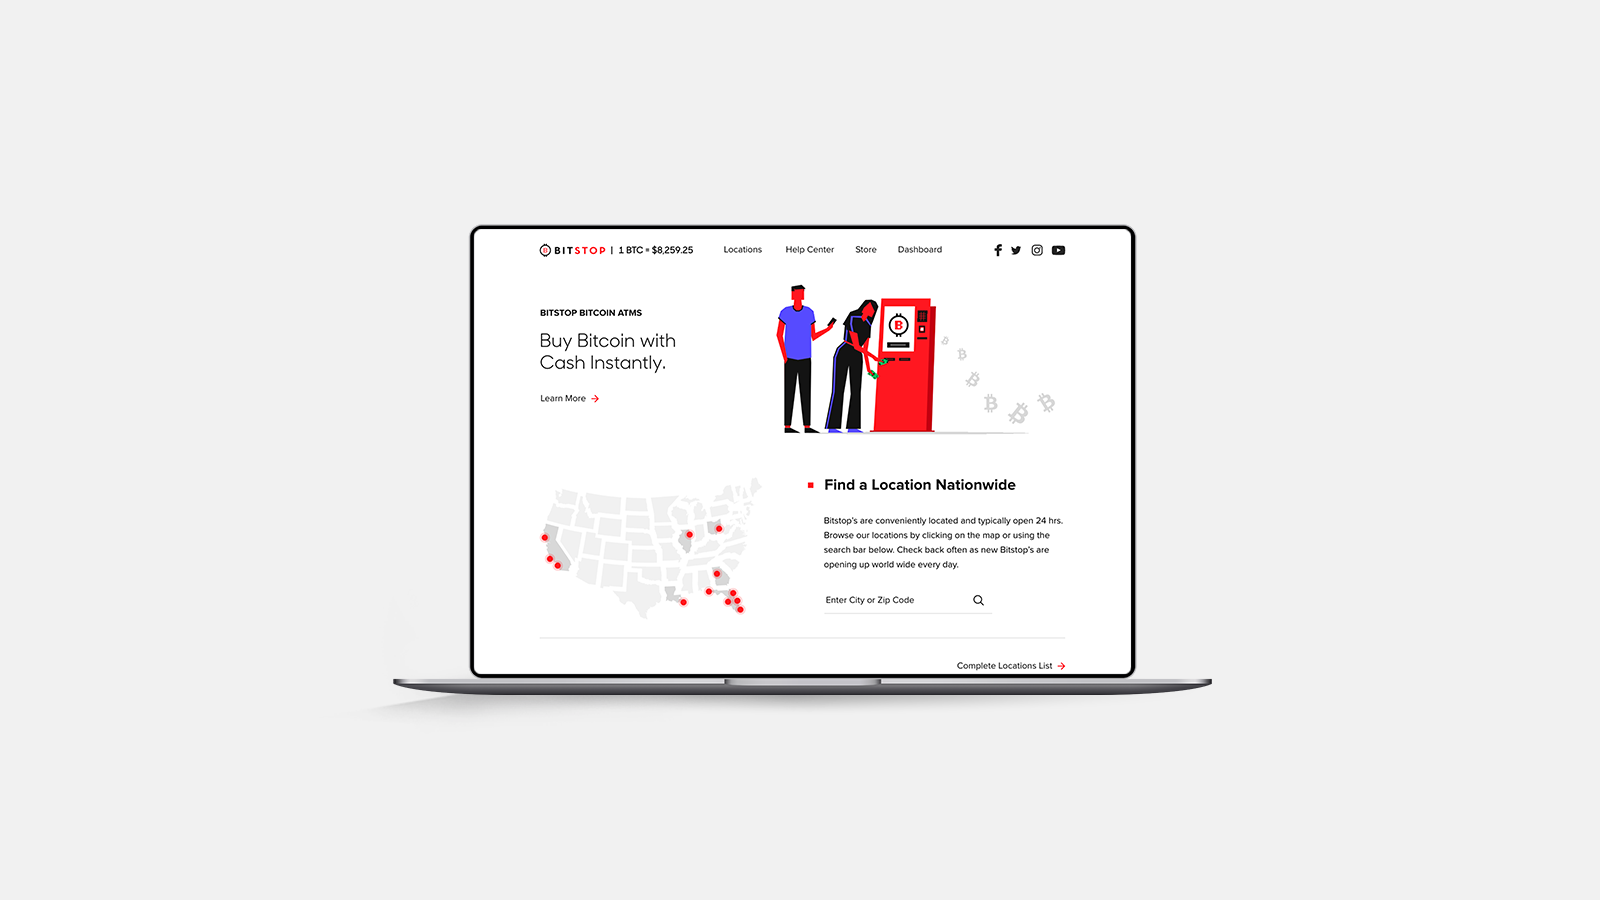 BITSTOP | 1 BTC = $8,259.25 Locations Help Center Store Dashboard
BITSTOP BITCOIN ATMS
Buy Bitcoin with
Cash Instantly.
Learn More →
Find a Location Nationwide
Bitstop's are conveniently located and typically open 24 hrs.
Browse our locations by clicking on the map or using the
search bar below. Check back often as new Bitstop's are
opening up world wide every day.
Enter City or Zip Code
Complete Locations List →